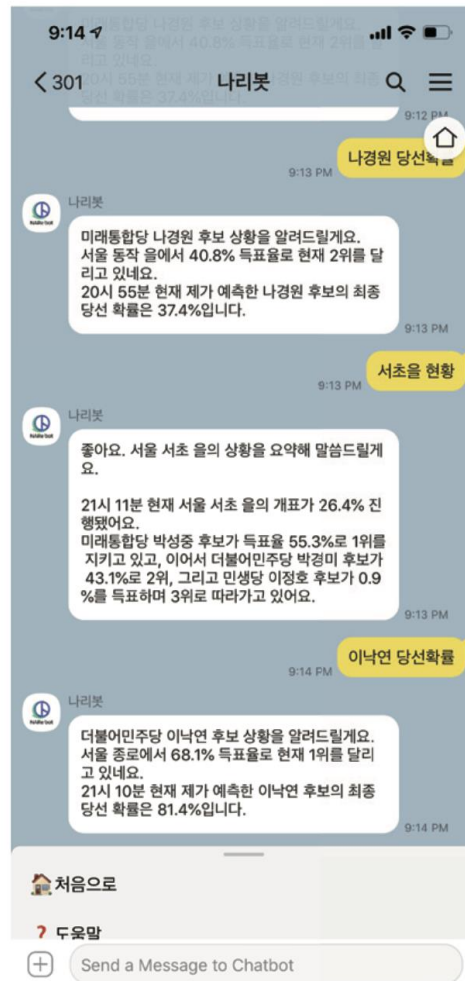 9:14
301
나리봇
9:12 PM
나경원 당선확률
9:13 PM
나리봇
미래통합당 나경원 후보 상황을 알려드릴게요.
서울 동작 을에서 40.8% 득표율로 현재 2위를 달
리고 있네요.
20시 55분 현재 제가 예측한 나경원 후보의 최종
당선 확률은 37.4%입니다.
9:13 PM
서초을 현황
9:13 PM
나리봇
좋아요. 서울 서초 을의 상황을 요약해 말씀드릴게
요.
21시 11분 현재 서울 서초 을의 개표가 26.4% 진
행됐어요.
미래통합당 박성중 후보가 득표율 55.3%로 1위를
지키고 있고, 이어서 더불어민주당 박경미 후보가
43.1%로 2위, 그리고 민생당 이정호 후보가 0.9
%를 득표하며 3위로 따라가고 있어요.
9:13 PM
이낙연 당선확률
9:14 PM
나리봇
더불어민주당 이낙연 후보 상황을 알려드릴게요.
서울 종로에서 68.1% 득표율로 현재 1위를 달리
고 있네요.
21시 10분 현재 제가 예측한 이낙연 후보의 최종
당선 확률은 81.4%입니다.
9:14 PM
처음으로
도움말
Send a Message to Chatbot